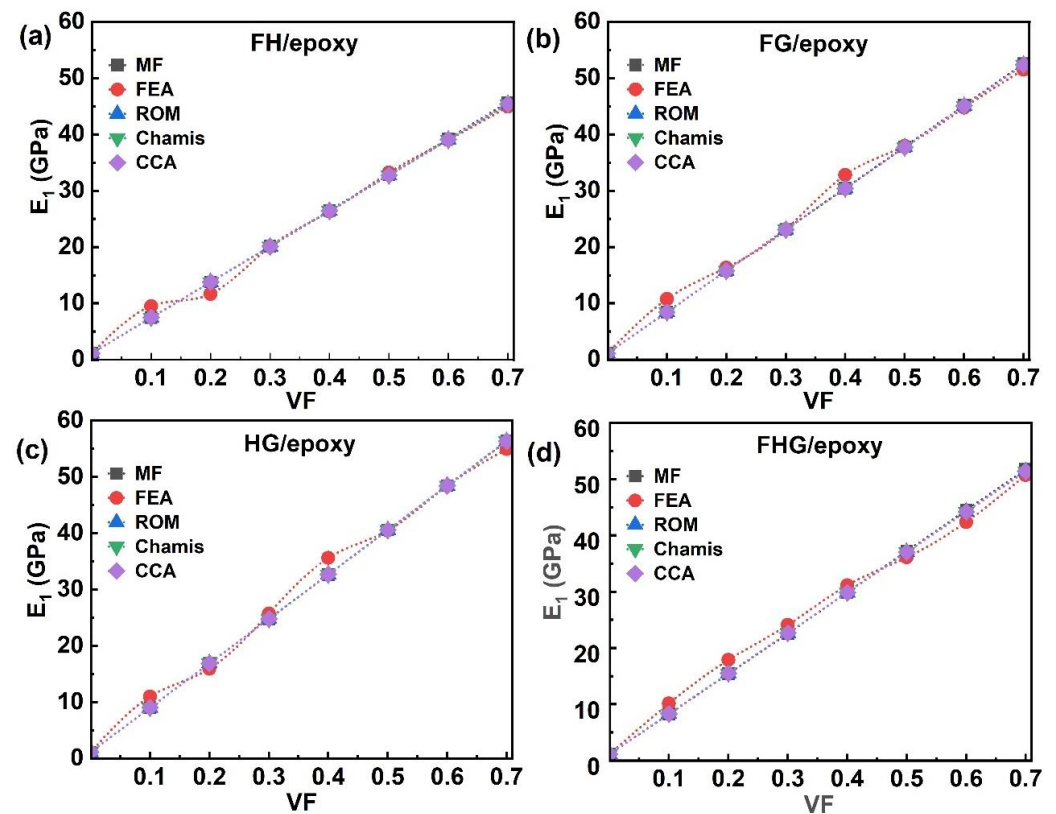 (a)
FH/epoxy
MF
FEA
ROM
Chamis
CCA
E1 (GPa)
60
50
40
30
20
10
0
0.1 0.2 0.3 0.4 0.5 0.6 0.7
VF
(b)
FG/epoxy
MF
FEA
ROM
Chamis
CCA
E1 (GPa)
60
50
40
30
20
10
0
0.1 0.2 0.3 0.4 0.5 0.6 0.7
VF
(c)
HG/epoxy
MF
FEA
ROM
Chamis
CCA
E1 (GPa)
60
50
40
30
20
10
0
0.1 0.2 0.3 0.4 0.5 0.6 0.7
VF
(d)
FHG/epoxy
MF
FEA
ROM
Chamis
CCA
E1 (GPa)
60
50
40
30
20
10
0
0.1 0.2 0.3 0.4 0.5 0.6 0.7
VF